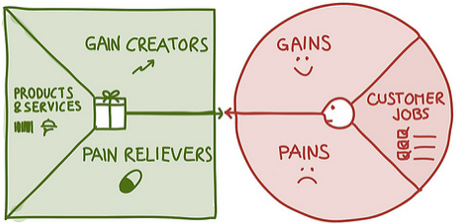 GAIN CREATORS
PRODUCTS
& SERVICES
PAIN RELIEVERS
GAINS
CUSTOMER
JOBS
PAINS